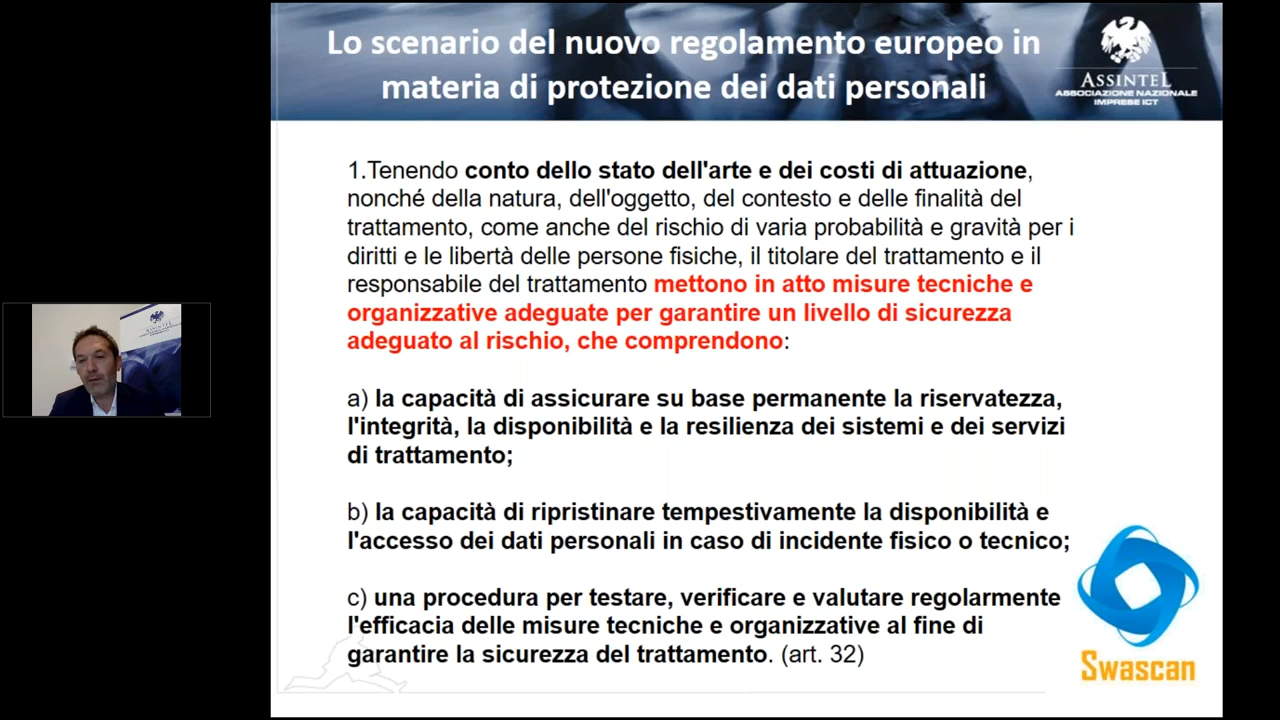 Lo scenario del nuovo regolamento europeo in
materia di protezione dei dati personali
ASSINTEL
ASSOCIAZIONE NAZIONALE
IMPRESE ICT
1.Tenendo conto dello stato dell'arte e dei costi di attuazione,
nonché della natura, dell'oggetto, del contesto e delle finalità del
trattamento, come anche del rischio di varia probabilità e gravità per i
diritti e le libertà delle persone fisiche, il titolare del trattamento e il
responsabile del trattamento mettono in atto misure tecniche e
organizzative adeguate per garantire un livello di sicurezza
adeguato al rischio, che comprendono:
a) la capacità di assicurare su base permanente la riservatezza,
l'integrità, la disponibilità e la resilienza dei sistemi e dei servizi
di trattamento;
b) la capacità di ripristinare tempestivamente la disponibilità e
l'accesso dei dati personali in caso di incidente fisico o tecnico;
c) una procedura per testare, verificare e valutare regolarmente
l'efficacia delle misure tecniche e organizzative al fine di
garantire la sicurezza del trattamento. (art. 32)
Swascan
ASSINTEL